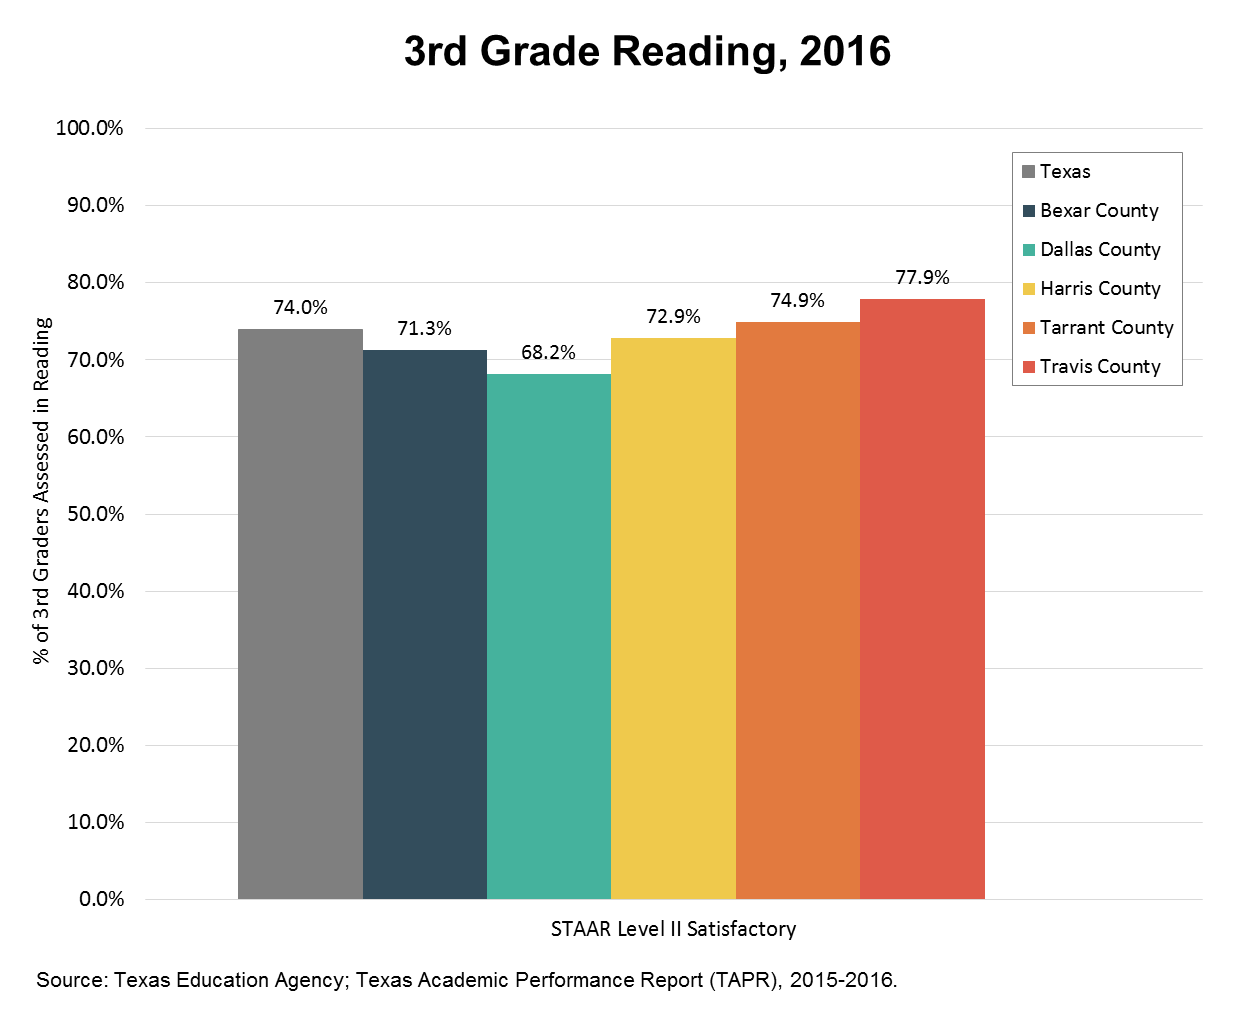 3rd Grade Reading, 2016
100.0%
90.0%
80.0%
70.0%
60.0%
50.0%
40.0%
30.0%
20.0%
10.0%
0.0%
% of 3rd Graders Assessed in Reading
74.0%
71.3%
68.2%
72.9%
74.9%
77.9%
Texas
Bexar County
Dallas County
Harris County
Tarrant County
Travis County
STAAR Level II Satisfactory
Source: Texas Education Agency; Texas Academic Performance Report (TAPR), 2015-2016.